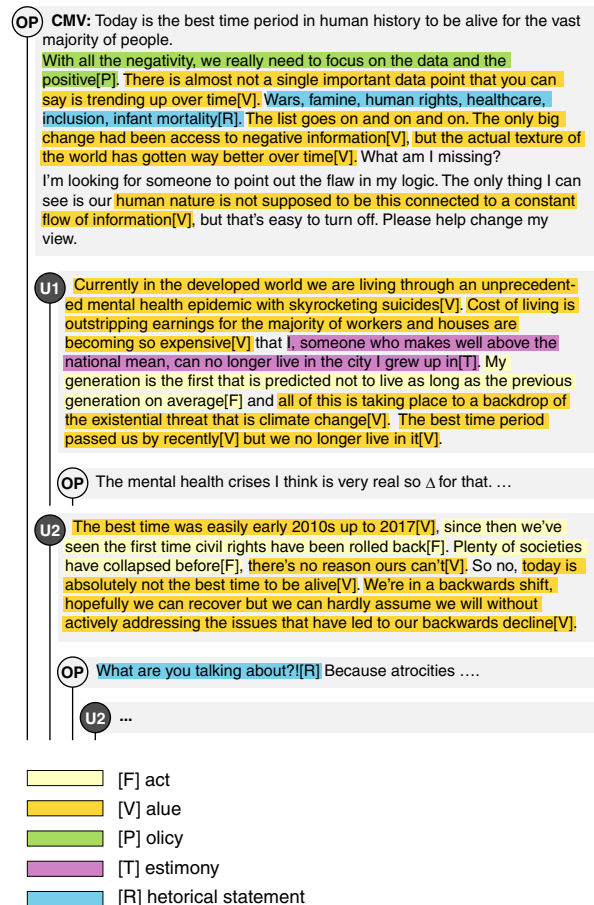 OP CMV: Today is the best time period in human history to be alive for the vast
majority of people.
With all the negativity, we really need to focus on the data and the
positive[P]. There is almost not a single important data point that you can
say is trending up over time[V]. Wars, famine, human rights, healthcare,
inclusion, infant mortality[R]. The list goes on and on and on. The only big
change had been access to negative information[V], but the actual texture of
the world has gotten way better over time[V]. What am I missing?
I'm looking for someone to point out the flaw in my logic. The only thing I can
see is our human nature is not supposed to be this connected to a constant
flow of information[V], but that's easy to turn off. Please help change my
view.
U1 Currently in the developed world we are living through an unprecedent-
ed mental health epidemic with skyrocketing suicides[V]. Cost of living is
outstripping earnings for the majority of workers and houses are
becoming so expensive[V] that I, someone who makes well above the
national mean, can no longer live in the city I grew up in[T]. My
generation is the first that is predicted not to live as long as the previous
generation on average[F] and all of this is taking place to a backdrop of
the existential threat that is climate change[V]. The best time period
passed us by recently[V] but we no longer live in it[V].
OP The mental health crises I think is very real so Δ for that. …
U2 The best time was easily early 2010s up to 2017[V], since then we've
seen the first time civil rights have been rolled back[F]. Plenty of societies
have collapsed before[F], there's no reason ours can't[V]. So no, today is
absolutely not the best time to be alive[V]. We're in a backwards shift,
hopefully we can recover but we can hardly assume we will without
actively addressing the issues that have led to our backwards decline[V].
OP What are you talking about?![R] Because atrocities ….
U2 ...
[F] act
[V] alue
[P] olicy
[T] estimony
[R] hetorical statement